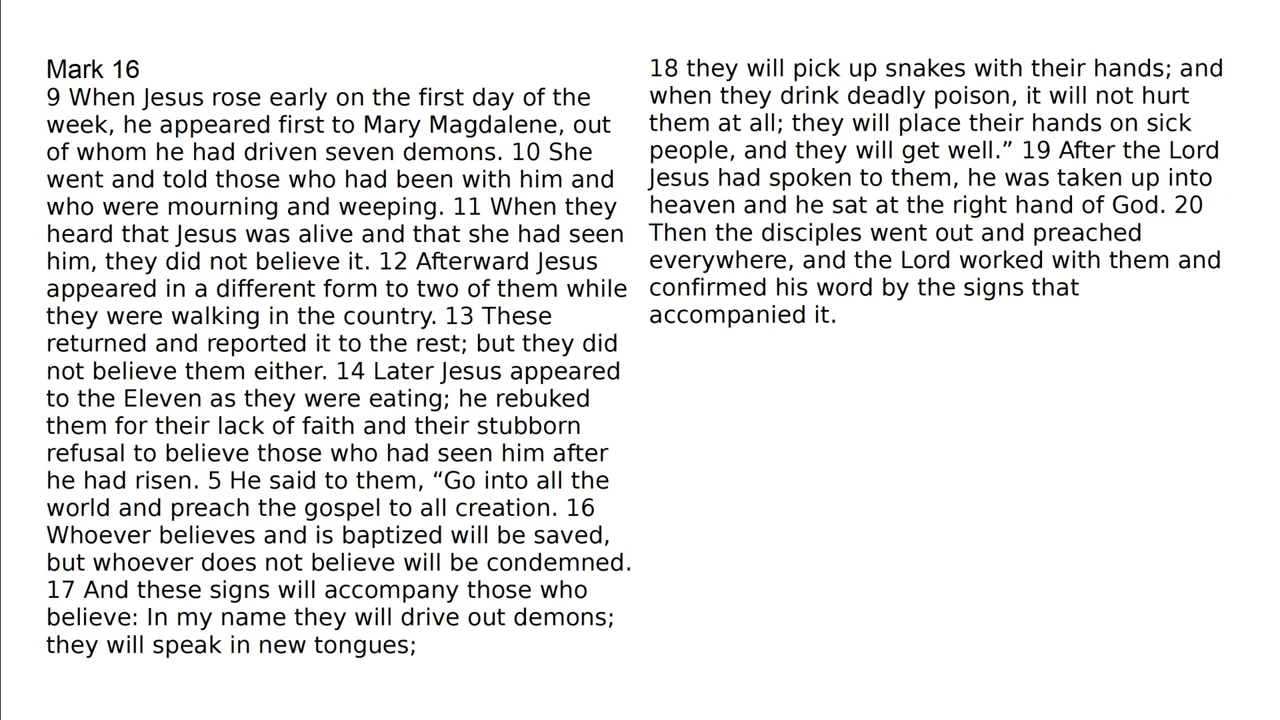 Mark 16
9 When Jesus rose early on the first day of the
week, he appeared first to Mary Magdalene, out
of whom he had driven seven demons. 10 She
went and told those who had been with him and
who were mourning and weeping. 11 When they
heard that Jesus was alive and that she had seen
him, they did not believe it. 12 Afterward Jesus
appeared in a different form to two of them while
they were walking in the country. 13 These
returned and reported it to the rest; but they did
not believe them either. 14 Later Jesus appeared
to the Eleven as they were eating; he rebuked
them for their lack of faith and their stubborn
refusal to believe those who had seen him after
he had risen. 5 He said to them, “Go into all the
world and preach the gospel to all creation. 16
Whoever believes and is baptized will be saved,
but whoever does not believe will be condemned.
17 And these signs will accompany those who
believe: In my name they will drive out demons;
they will speak in new tongues;
18 they will pick up snakes with their hands; and
when they drink deadly poison, it will not hurt
them at all; they will place their hands on sick
people, and they will get well.” 19 After the Lord
Jesus had spoken to them, he was taken up into
heaven and he sat at the right hand of God. 20
Then the disciples went out and preached
everywhere, and the Lord worked with them and
confirmed his word by the signs that
accompanied it.